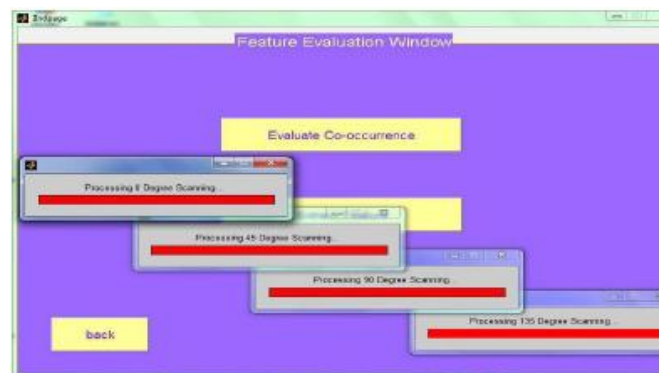 Endpage
Feature Evaluation Window
Evaluate Co-occurrence
Processing 0 Degree Scanning...
Processing 45 Degree Scanning...
Processing 90 Degree Scanning...
Processing 135 Degree Scanning...
back